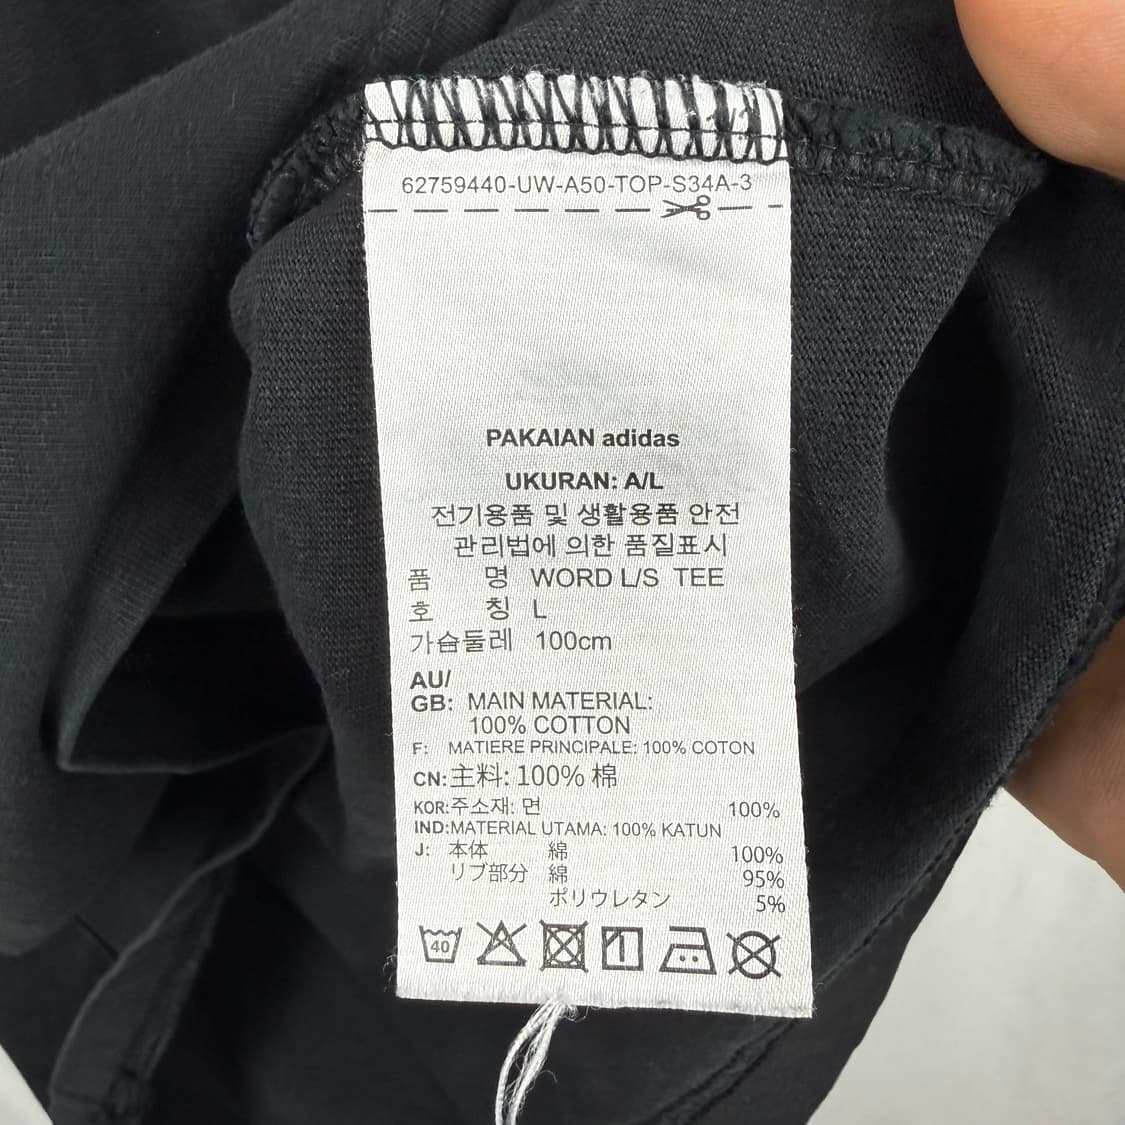 62759440-UW-A50-TOP-S34A-3
PAKAIAN adidas
UKURAN: A/L
전기용품 및 생활용품 안전
관리법에 의한 품질표시
품 명 WORD L/S TEE
호 칭 L
가슴둘레 100cm
AU/
GB: MAIN MATERIAL:
100% COTTON
F: MATIERE PRINCIPALE: 100% COTON
CN: 主料: 100% 棉
KOR: 주소재: 면 100%
IND: MATERIAL UTAMA: 100% KATUN
J: 本体 綿 100%
リブ部分 綿 95%
ポリウレタン 5%
40